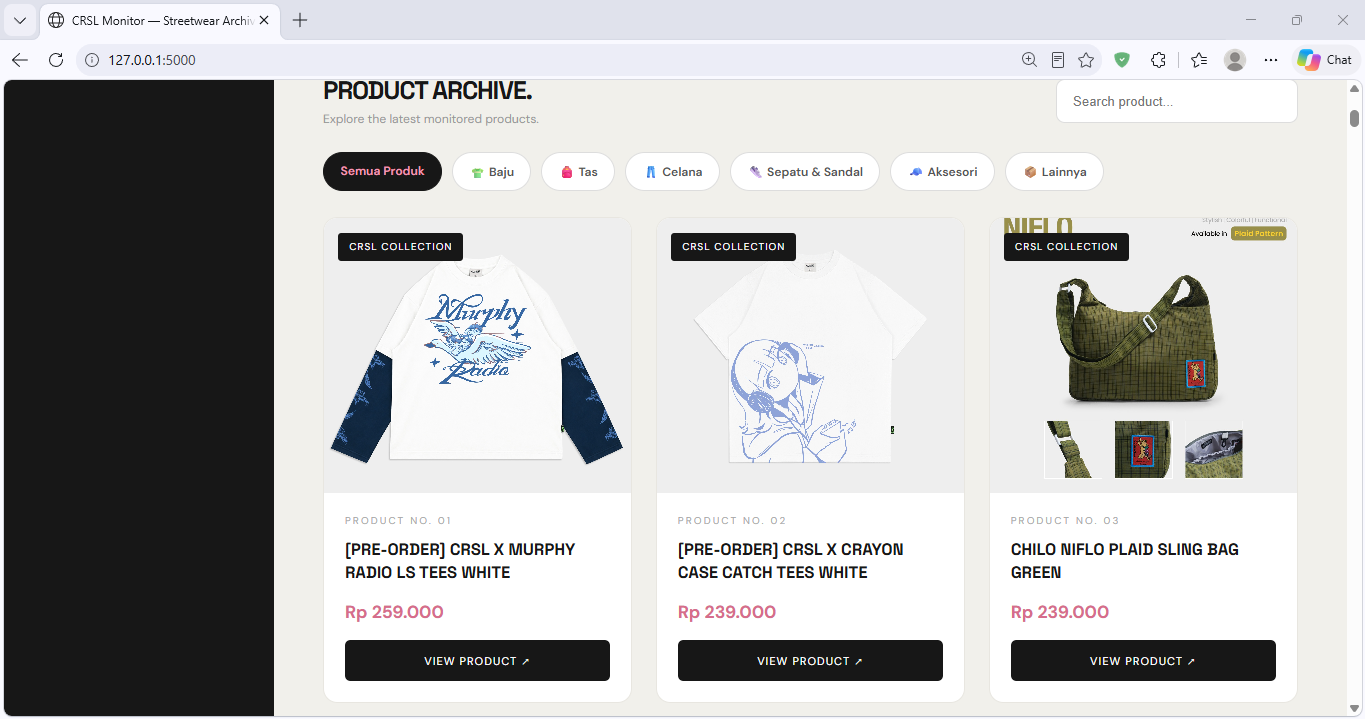 CRSL Monitor — Streetwear Archiv
127.0.0.1:5000
Chat
PRODUCT ARCHIVE.
Explore the latest monitored products.
Search product...
Semua Produk
Baju
Tas
Celana
Sepatu & Sandal
Aksesori
Lainnya
CRSL COLLECTION
Murphy
Radio
PRODUCT NO. 01
[PRE-ORDER] CRSL X MURPHY
RADIO LS TEES WHITE
Rp 259.000
VIEW PRODUCT ↗
CRSL COLLECTION
PRODUCT NO. 02
[PRE-ORDER] CRSL X CRAYON
CASE CATCH TEES WHITE
Rp 239.000
VIEW PRODUCT ↗
NIFLO
Stylish Colorful Functional
Available in Plaid Pattern
CRSL COLLECTION
PRODUCT NO. 03
CHILO NIFLO PLAID SLING BAG
GREEN
Rp 239.000
VIEW PRODUCT ↗